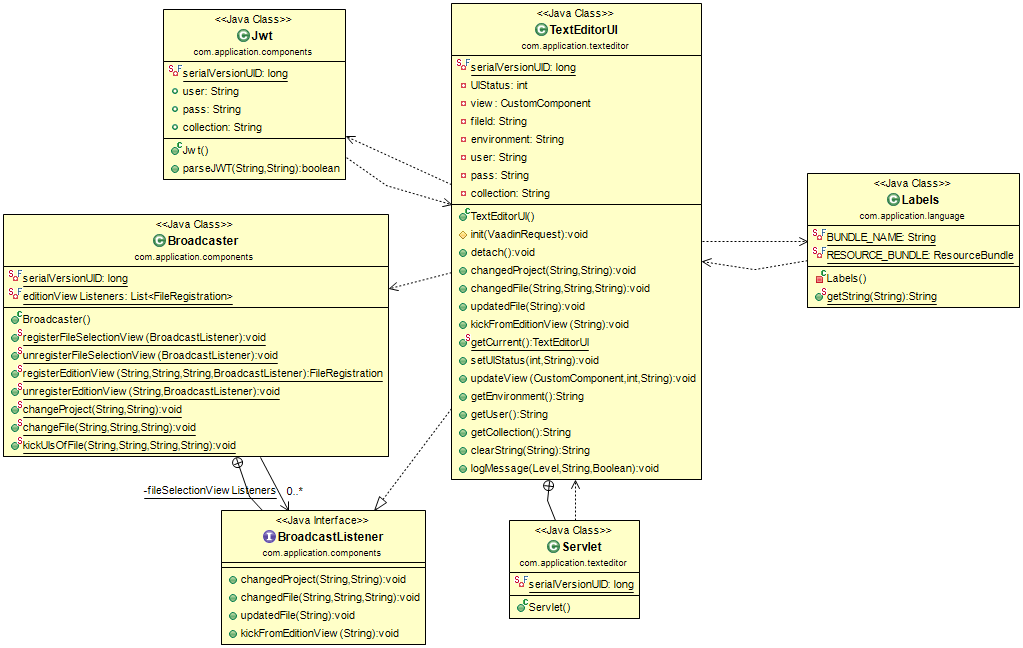 <<Java Class>>
Jwt
com.application.components
serialVersionUID: long
user: String
pass: String
collection: String
Jwt()
parseJWT(String,String):boolean
<<Java Class>>
TextEditorUI
com.application.texteditor
serialVersionUID: long
UIStatus: int
view: CustomComponent
fileId: String
environment: String
user: String
pass: String
collection: String
TextEditorUI()
init(VaadinRequest):void
detach():void
changedProject(String,String):void
changedFile(String,String,String):void
updatedFile(String):void
kickFromEditionView(String):void
getCurrent():TextEditorUI
setUIStatus(int,String):void
updateView(CustomComponent,int,String):void
getEnvironment():String
getUser():String
getCollection():String
clearString(String):String
logMessage(Level,String,Boolean):void
<<Java Class>>
Labels
com.application.language
BUNDLE_NAME: String
RESOURCE_BUNDLE: ResourceBundle
Labels()
getString(String):String
<<Java Class>>
Broadcaster
com.application.components
serialVersionUID: long
editionViewListeners: List<FileRegistration>
Broadcaster()
registerFileSelectionView(BroadcastListener):void
unregisterFileSelectionView(BroadcastListener):void
registerEditionView(String,String,String,BroadcastListener):FileRegistration
unregisterEditionView(String,BroadcastListener):void
changeProject(String,String):void
changeFile(String,String,String):void
kickUIsOfFile(String,String,String,String):void
-fileSelectionViewListeners 0..*
<<Java Interface>>
BroadcastListener
com.application.components
changedProject(String,String):void
changedFile(String,String,String):void
updatedFile(String):void
kickFromEditionView(String):void
<<Java Class>>
Servlet
com.application.texteditor
serialVersionUID: long
Servlet()